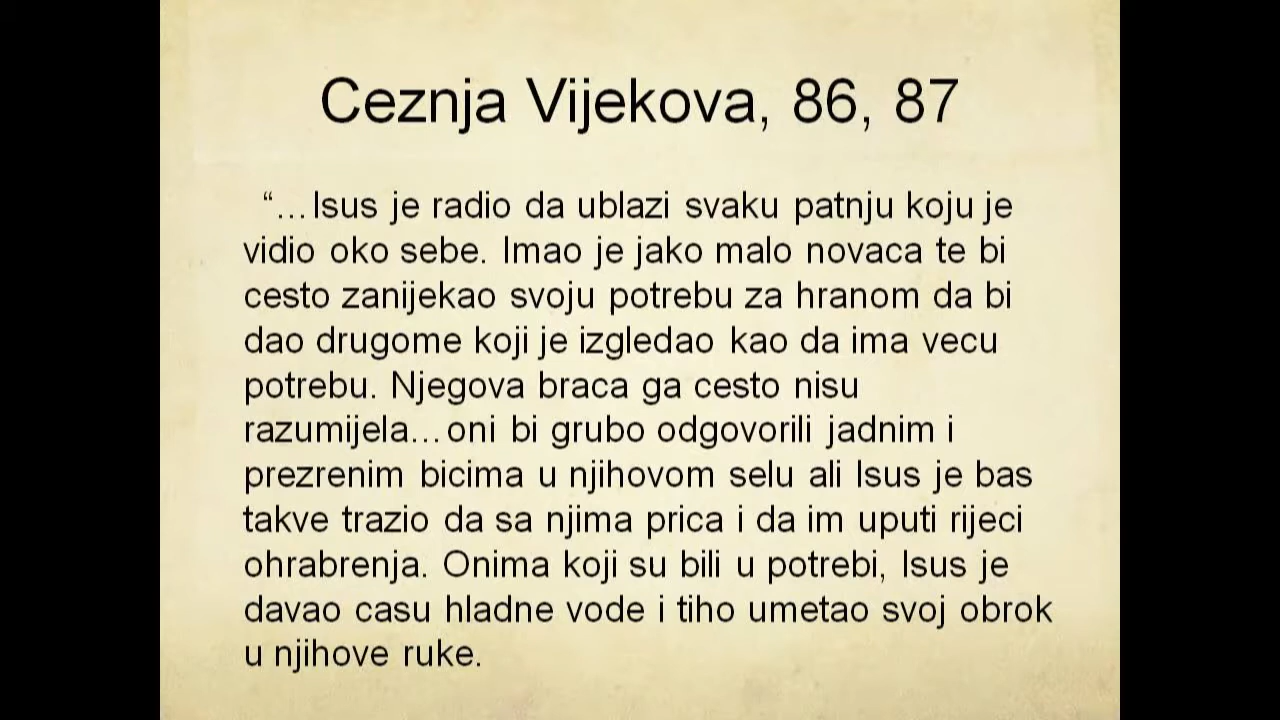 Ceznja Vijekova, 86, 87
“…Isus je radio da ublazi svaku patnju koju je
vidio oko sebe. Imao je jako malo novaca te bi
cesto zanijekao svoju potrebu za hranom da bi
dao drugome koji je izgledao kao da ima vecu
potrebu. Njegova braca ga cesto nisu
razumijela…oni bi grubo odgovorili jadnim i
prezrenim bicima u njihovom selu ali Isus je bas
takve trazio da sa njima prica i da im uputi rijeci
ohrabrenja. Onima koji su bili u potrebi, Isus je
davao casu hladne vode i tiho umetao svoj obrok
u njihove ruke.